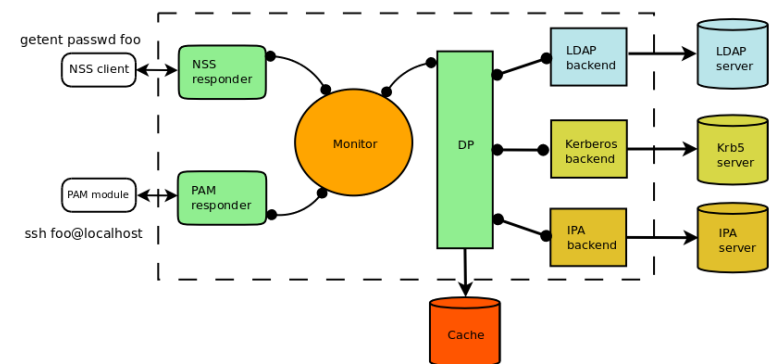 getent passwd foo
NSS client
NSS
responder
PAM module
PAM
responder
ssh foo@localhost
Monitor
DP
LDAP
backend
Kerberos
backend
IPA
backend
LDAP
server
Krb5
server
IPA
server
Cache